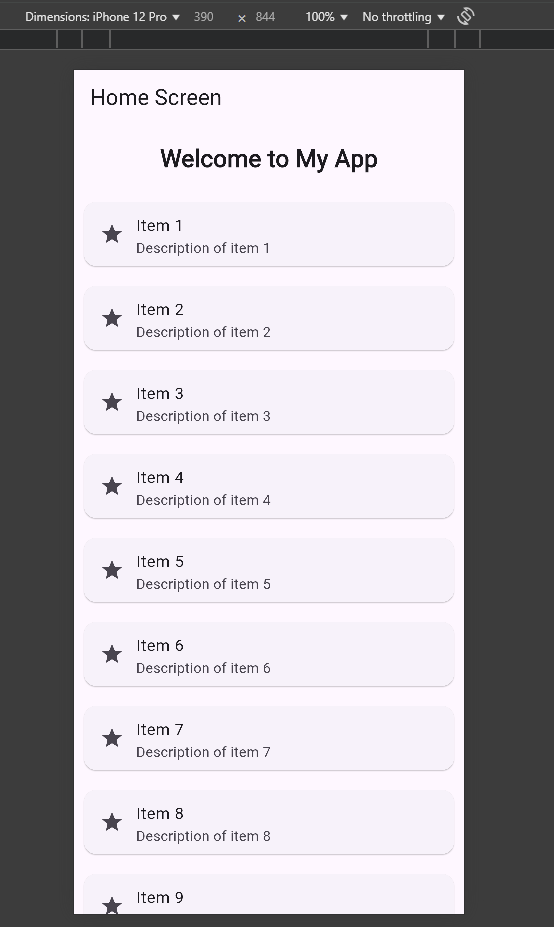 Dimensions: iPhone 12 Pro ▼ 390 × 844 100% ▼ No throttling ▼
Home Screen
Welcome to My App
Item 1
Description of item 1
Item 2
Description of item 2
Item 3
Description of item 3
Item 4
Description of item 4
Item 5
Description of item 5
Item 6
Description of item 6
Item 7
Description of item 7
Item 8
Description of item 8
Item 9